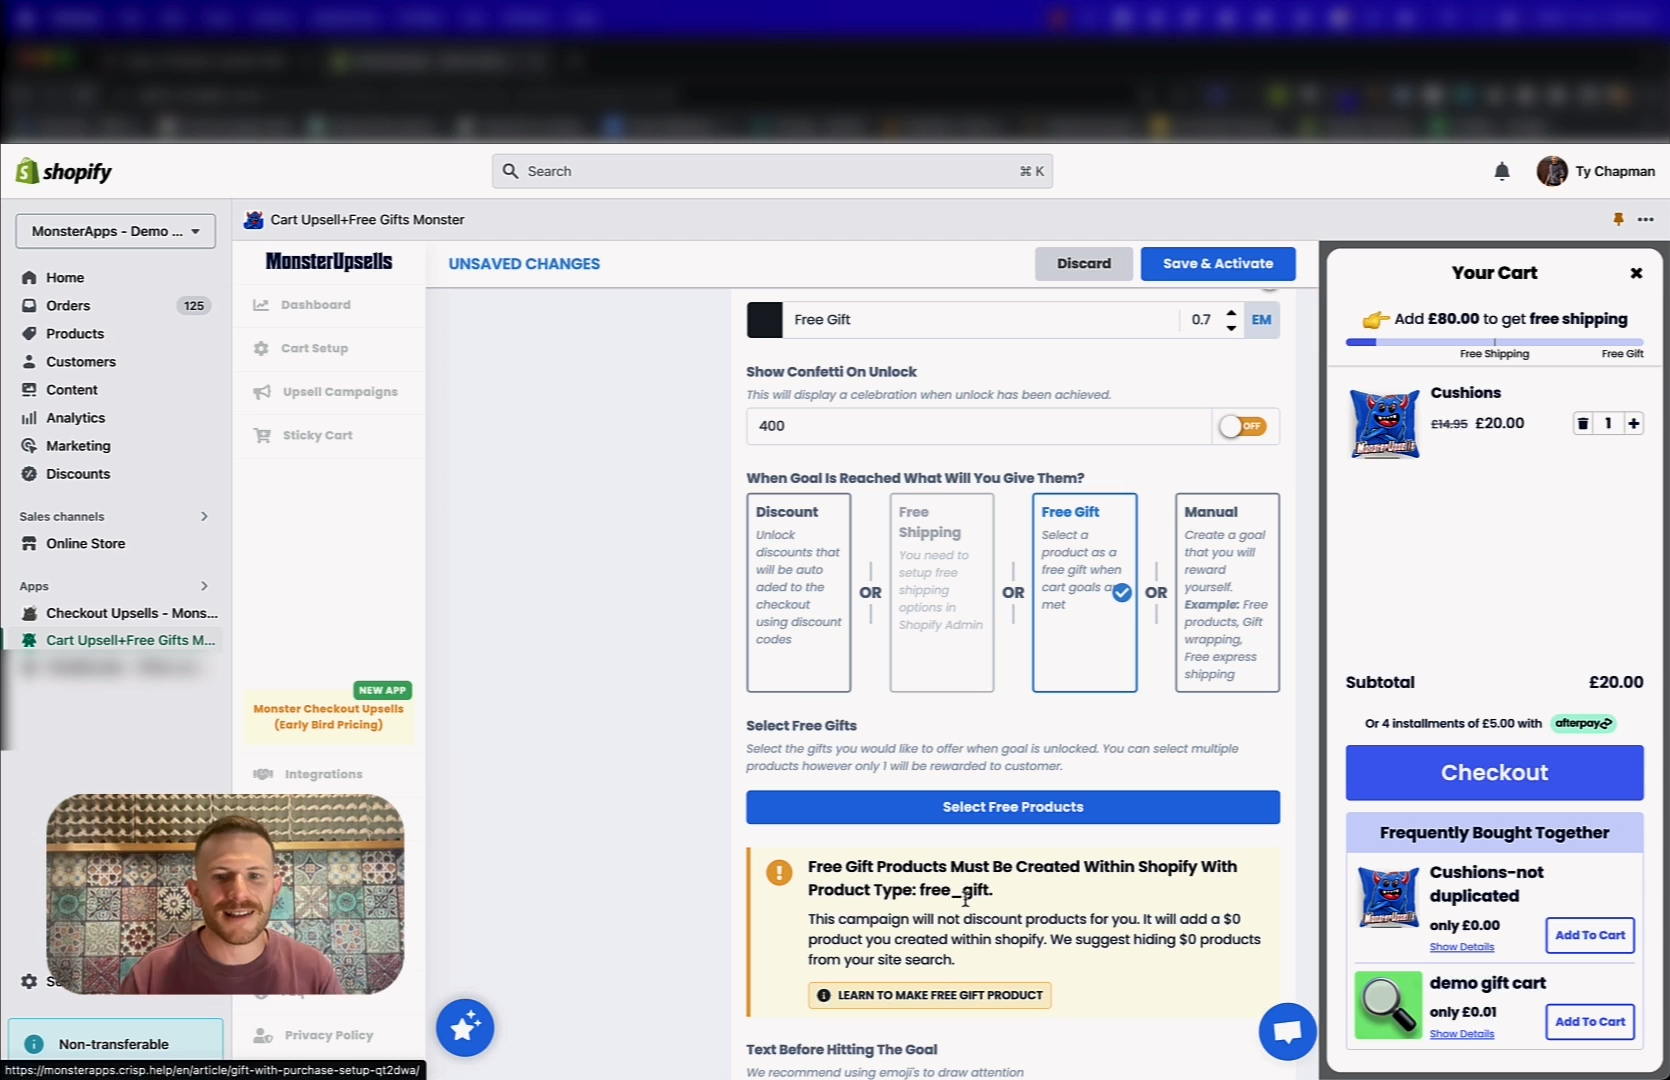 shopify
Search
⌘ K
Ty Chapman
MonsterApps - Demo ...
Cart Upsell+Free Gifts Monster
Home
Orders
125
Products
Customers
Content
Analytics
Marketing
Discounts
Sales channels
Online Store
Apps
Checkout Upsells - Mons...
Cart Upsell+Free Gifts M...
Non-transferable
MonsterUpsells
Dashboard
Cart Setup
Upsell Campaigns
Sticky Cart
NEW APP
Monster Checkout Upsells
(Early Bird Pricing)
Integrations
Privacy Policy
UNSAVED CHANGES
Discard
Save & Activate
Free Gift
0.7
EM
Show Confetti On Unlock
This will display a celebration when unlock has been achieved.
400
OFF
When Goal Is Reached What Will You Give Them?
Discount
Unlock
discounts that
will be auto
aded to the
checkout
using discount
codes
OR
Free
Shipping
You need to
setup free
shipping
options in
Shopify Admin
OR
Free Gift
Select a
product as a
free gift when
cart goals
met
OR
Manual
Create a goal
that you will
reward
yourself.
Example: Free
products, Gift
wrapping,
Free express
shipping
Select Free Gifts
Select the gifts you would like to offer when goal is unlocked. You can select multiple
products however only 1 will be rewarded to customer.
Select Free Products
Free Gift Products Must Be Created Within Shopify With
Product Type: free_gift.
This campaign will not discount products for you. It will add a $0
product you created within shopify. We suggest hiding $0 products
from your site search.
LEARN TO MAKE FREE GIFT PRODUCT
Text Before Hitting The Goal
We recommend using emoji's to draw attention
Your Cart
Add £80.00 to get free shipping
Free Shipping
Free Gift
Cushions
£14.95 £20.00
1
Subtotal
£20.00
Or 4 installments of £5.00 with afterpay
Checkout
Frequently Bought Together
Cushions-not
duplicated
only £0.00
Show Details
Add To Cart
demo gift cart
only £0.01
Show Details
Add To Cart
https://monsterapps.crisp.help/en/article/gift-with-purchase-setup-qt2dwa/